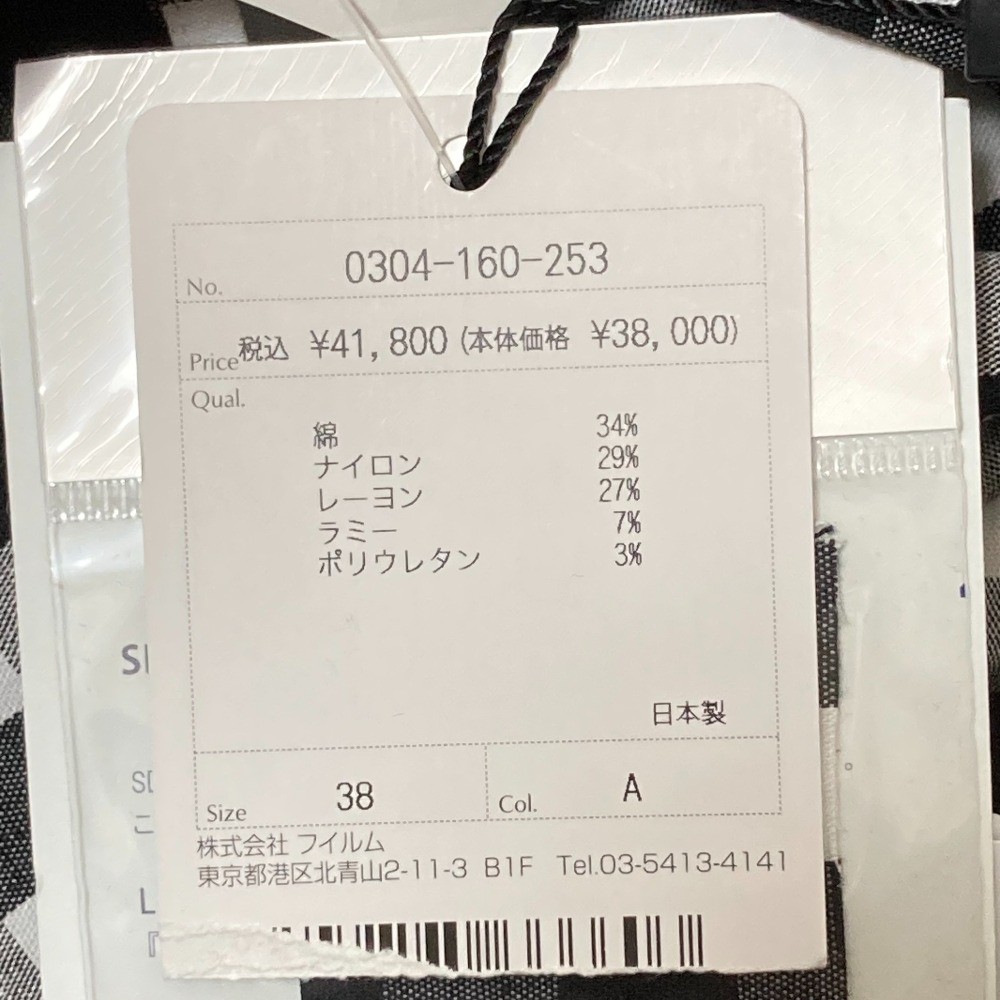 No. 0304-160-253
Price 税込 ¥41,800 (本体価格 ¥38,000)
Qual.
綿 34%
ナイロン 29%
レーヨン 27%
ラミー 7%
ポリウレタン 3%
日本製
Size 38 Col. A
株式会社 フイルム
東京都港区北青山2-11-3 B1F Tel.03-5413-4141